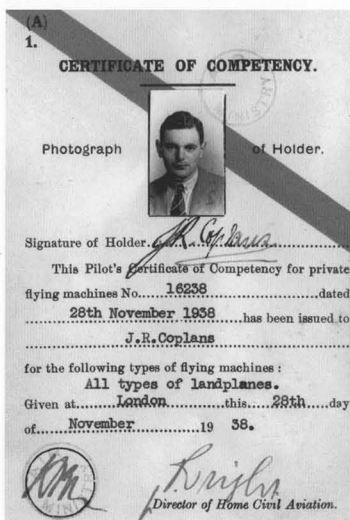 (A)
1.
CERTIFICATE OF COMPETENCY.
Photograph of Holder.
Signature of Holder. J.R. Coplans
This Pilot's Certificate of Competency for private
flying machines No. 16238 dated
28th November 1938 has been issued to
J.R.Coplans
for the following types of flying machines :
All types of landplanes.
Given at London this 28th day
of November 19 38.
Director of Home Civil Aviation.